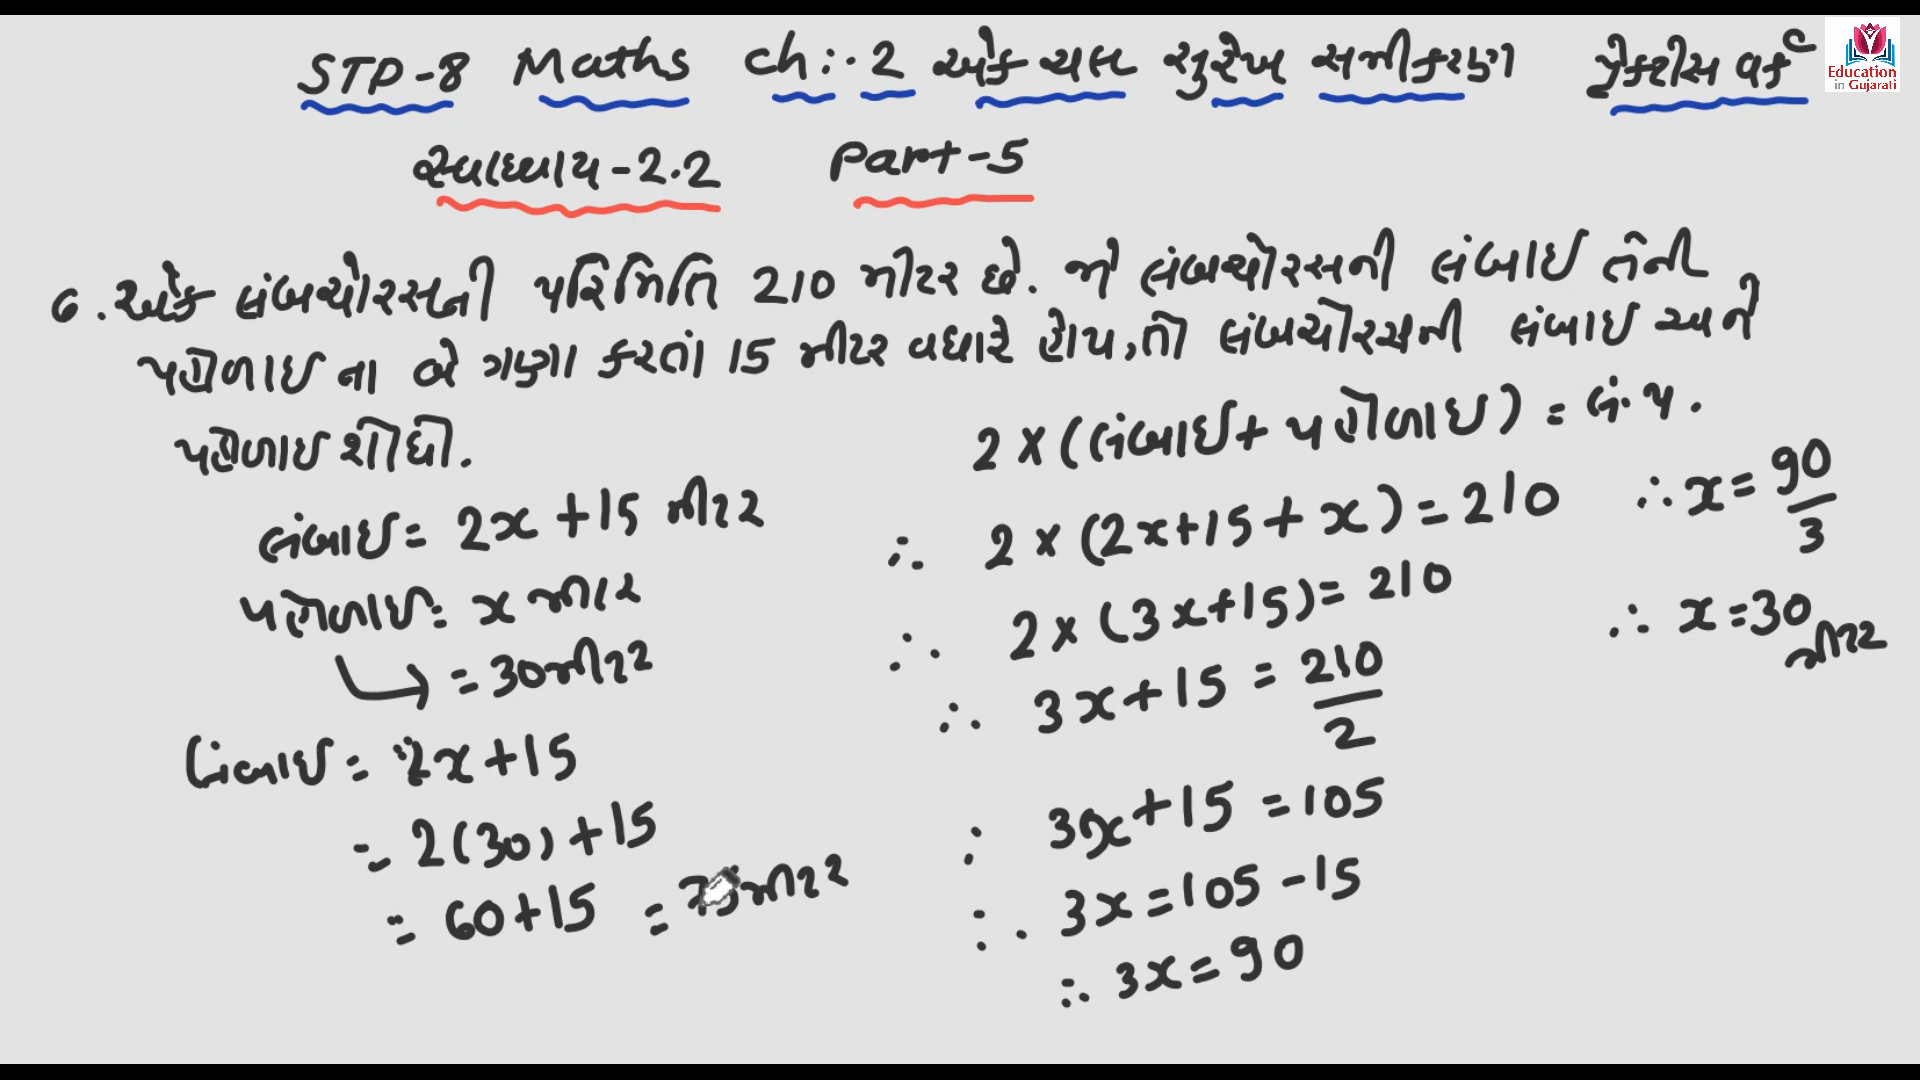 STD-8 Maths Ch:-2 એક ચલ સુરેખ સમીકરણ પ્રેક્ટીસ વર્ક
Education
in Gujarati
સ્વાધ્યાય-2.2 Part-5
6. એક લંબચોરસની પરિમિતિ 210 મીટર છે. જો લંબચોરસની લંબાઇ તેની
પહોળાઇ ના બે ગણા કરતાં 15 મીટર વધારે હોય, તો લંબચોરસની લંબાઇ અને
પહોળાઇ શોધો.
લંબાઇ = 2x + 15 મીટર
પહોળાઇ = x મીટર
= 30 મીટર
લંબાઇ = 2x + 15
= 2(30) + 15
= 60 + 15 = 75 મીટર
2 × (લંબાઇ + પહોળાઇ) = લં.પ.
∴ 2 × (2x + 15 + x) = 210
∴ 2 × (3x + 15) = 210
∴ 3x + 15 = 210/2
∴ 3x + 15 = 105
∴ 3x = 105 - 15
∴ 3x = 90
∴ x = 90/3
∴ x = 30 મીટર